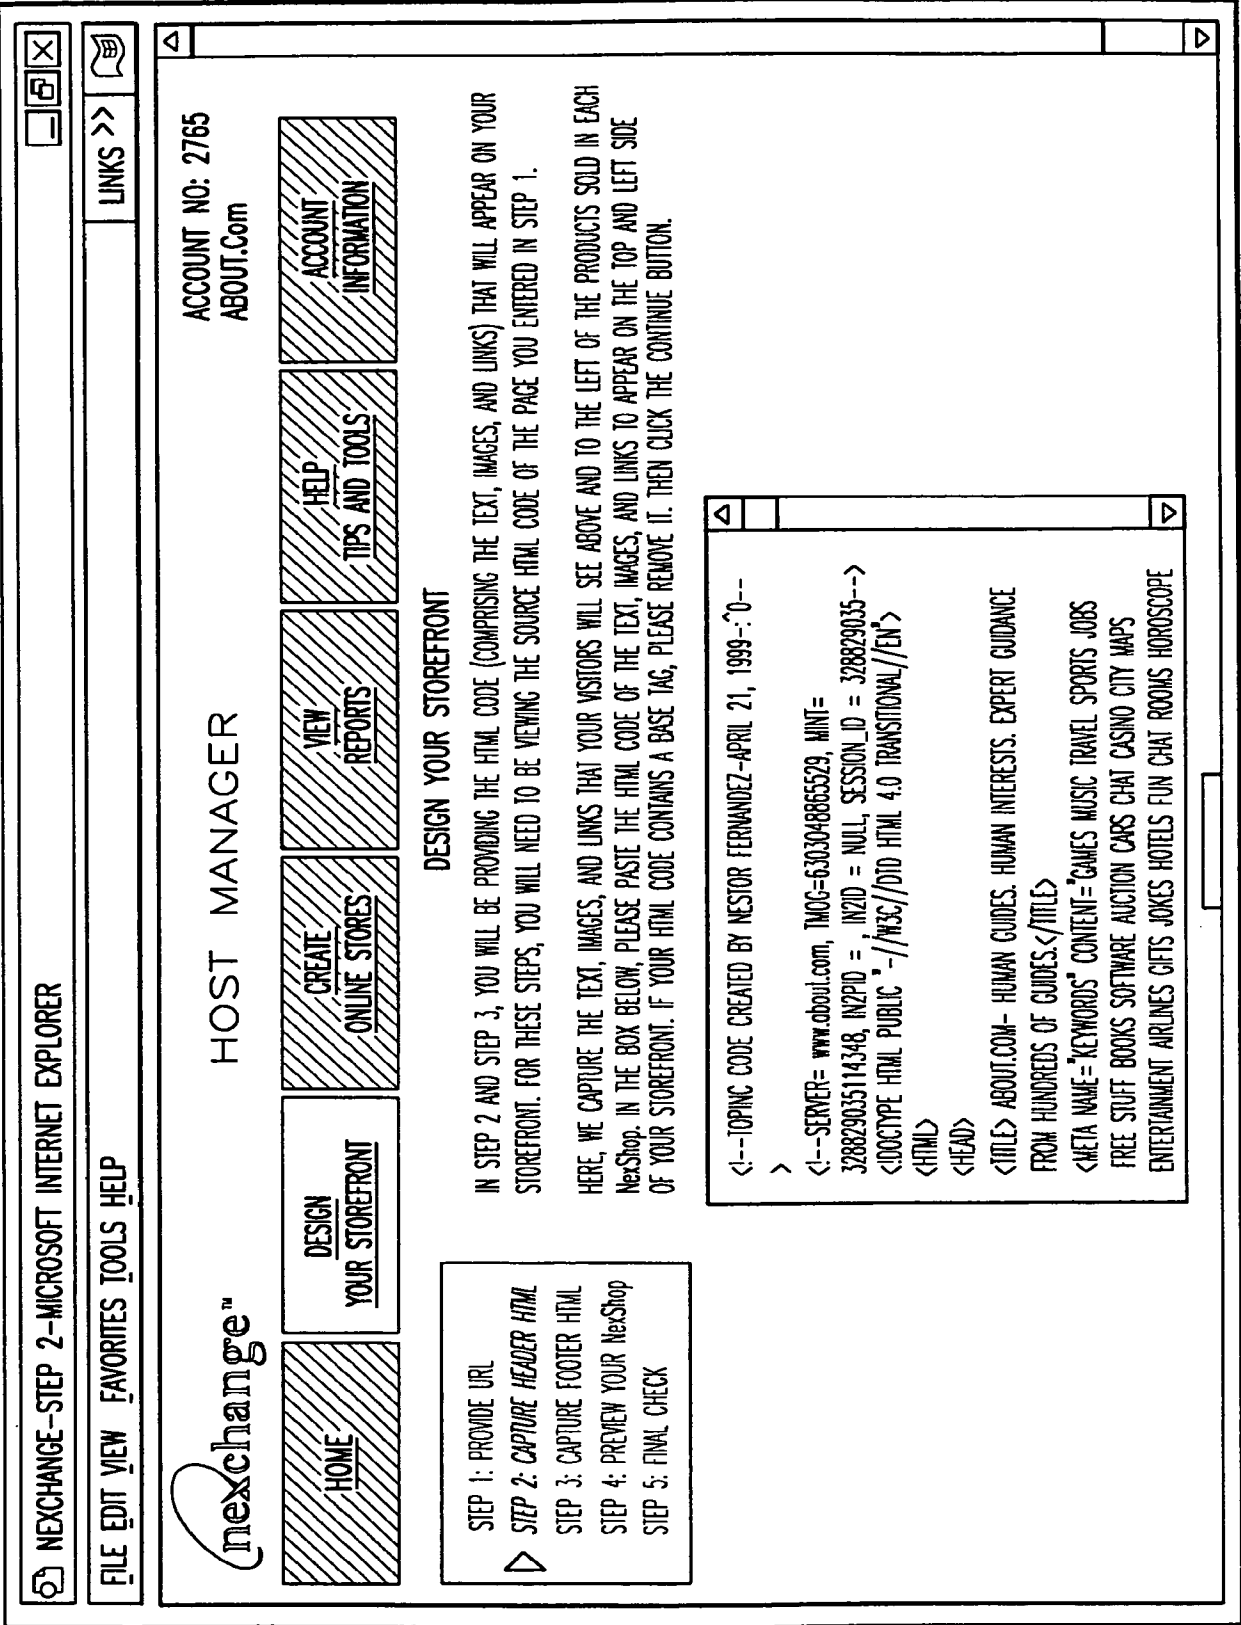 NEXCHANGE-STEP 2-MICROSOFT INTERNET EXPLORER
FILE EDIT VIEW FAVORITES TOOLS HELP
LINKS >>
nexchange™
HOST MANAGER
ACCOUNT NO: 2765
ABOUT.Com
HOME
DESIGN
YOUR STOREFRONT
CREATE
ONLINE STORES
VIEW
REPORTS
HELP
TIPS AND TOOLS
ACCOUNT
INFORMATION
STEP 1: PROVIDE URL
STEP 2: CAPTURE HEADER HTML
STEP 3: CAPTURE FOOTER HTML
STEP 4: PREVIEW YOUR NexShop
STEP 5: FINAL CHECK
DESIGN YOUR STOREFRONT
IN STEP 2 AND STEP 3, YOU WILL BE PROVIDING THE HTML CODE (COMPRISING THE TEXT, IMAGES, AND LINKS) THAT WILL APPEAR ON YOUR
STOREFRONT. FOR THESE STEPS, YOU WILL NEED TO BE VIEWING THE SOURCE HTML CODE OF THE PAGE YOU ENTERED IN STEP 1.
HERE, WE CAPTURE THE TEXT, IMAGES, AND LINKS THAT YOUR VISITORS WILL SEE ABOVE AND TO THE LEFT OF THE PRODUCTS SOLD IN EACH
NexShop. IN THE BOX BELOW, PLEASE PASTE THE HTML CODE OF THE TEXT, IMAGES, AND LINKS TO APPEAR ON THE TOP AND LEFT SIDE
OF YOUR STOREFRONT. IF YOUR HTML CODE CONTAINS A BASE TAG, PLEASE REMOVE IT. THEN CLICK THE CONTINUE BUTTON.
<!--TOPINC CODE CREATED BY NESTOR FERNANDEZ-APRIL 21, 1999-:^0--
>
<!--SERVER= www.about.com, TMOG=630304886​5529, MINT=
32882903511434​8, IN2PID = , IN2ID = NULL, SESSION_ID = 328829035-->
<!DOCTYPE HTML PUBLIC "-//W3C//DTD HTML 4.0 TRANSITIONAL//EN">
<HTML>
<HEAD>
<TITLE> ABOUT.COM- HUMAN GUIDES. HUMAN INTERESTS. EXPERT GUIDANCE
FROM HUNDREDS OF GUIDES.</TITLE>
<META NAME="KEYWORDS" CONTENT="GAMES MUSIC TRAVEL SPORTS JOBS
FREE STUFF BOOKS SOFTWARE AUCTION CARS CHAT CASINO CITY MAPS
ENTERTAINMENT AIRLINES GIFTS JOKES HOTELS FUN CHAT ROOMS HOROSCOPE